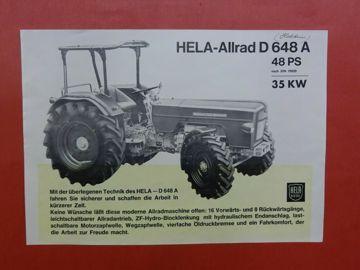 HELA-Allrad D 648 A
48 PS
nach DIN 70020
35 KW
Mit der überlegenen Technik des HELA — D 648 A
fahren Sie sicherer und schaffen die Arbeit in
kürzerer Zeit.
Keine Wünsche läßt diese moderne Allradmaschine offen: 16 Vorwärts- und 8 Rückwärtsgänge,
leichtschaltbarer Allradantrieb, ZF-Hydro-Blocklenkung mit hydraulischem Endanschlag, last-
schaltbare Motorzapfwelle, Wegzapfwelle, vierfache Oldruckbremse und ein Fahrkomfort, der
die Arbeit zur Freude macht.
HELA